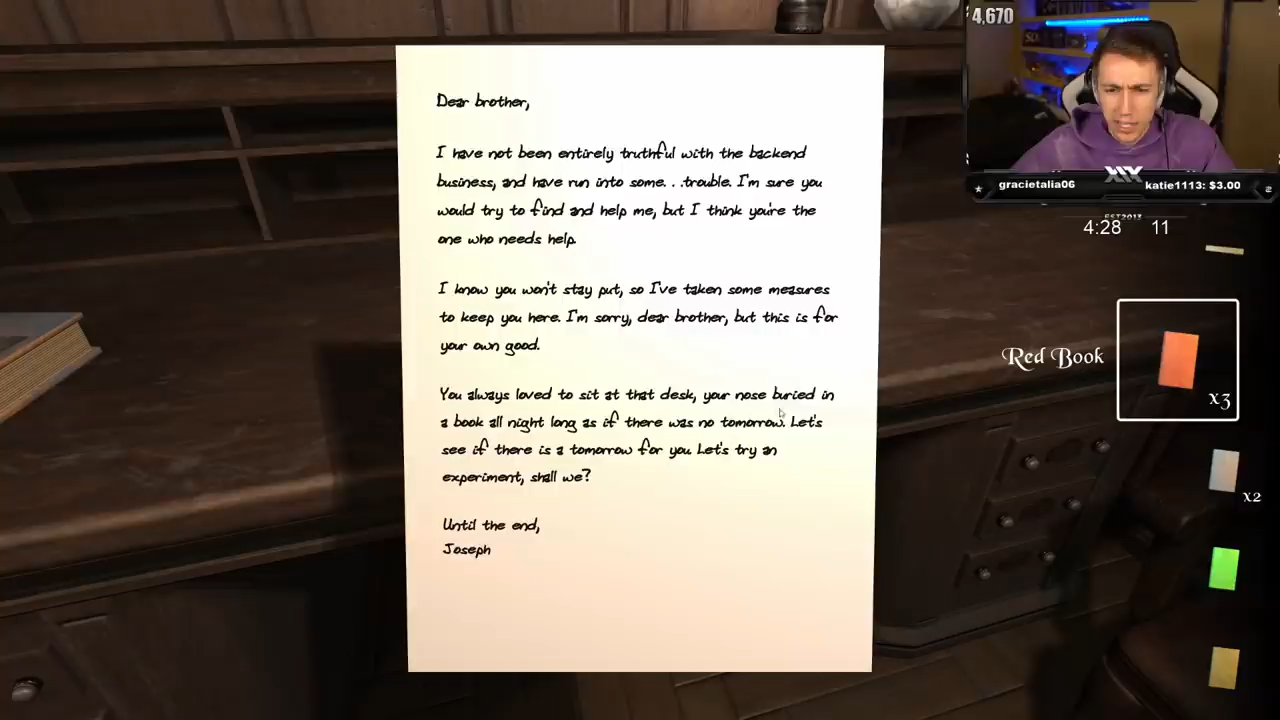 4,670
Dear brother,
I have not been entirely truthful with the backend
business, and have run into some. . .trouble. I'm sure you
would try to find and help me, but I think you're the
one who needs help.
I know you won't stay put, so I've taken some measures
to keep you here. I'm sorry, dear brother, but this is for
your own good.
You always loved to sit at that desk, your nose buried in
a book all night long as if there was no tomorrow. Let's
see if there is a tomorrow for you Let's try an
experiment, shall we?
Until the end,
Joseph
XIX
gracietalia06 katie1113: $3.00
EST2013
4:28 11
Red Book
x3
x2